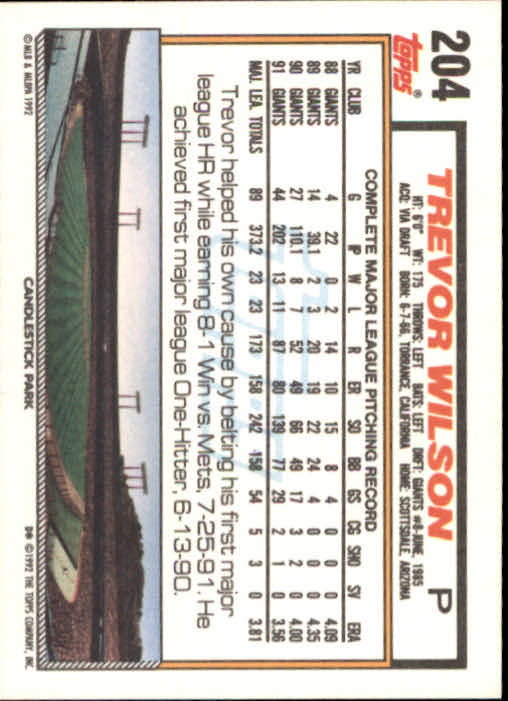 204
topps®
TREVOR WILSON P
HT: 6'0" WT: 175 THROWS: LEFT BATS: LEFT DRFT: GIANTS #8-JUNE, 1985
ACQ: VIA DRAFT BORN: 6-7-66, TORRANCE, CALIFORNIA HOME: SCOTTSDALE, ARIZONA
COMPLETE MAJOR LEAGUE PITCHING RECORD
YR CLUB G IP W L R ER SO BB GS CG SHO SV ERA
88 GIANTS 4 22 0 2 14 10 15 8 4 0 0 0 4.09
89 GIANTS 14 39.1 2 3 20 19 22 24 4 0 0 0 4.35
90 GIANTS 27 110.1 8 7 52 49 66 49 17 3 2 0 4.00
91 GIANTS 44 202 13 11 87 80 139 77 29 2 1 0 3.56
MAJ. LEA. TOTALS 89 373.2 23 23 173 158 242 158 54 5 3 0 3.81
Trevor helped his own cause by belting his first major
league HR while earning 8-1 Win vs. Mets, 7-25-91. He
achieved first major league One-Hitter, 6-13-90.
© MLB & MLBPA 1992
CANDLESTICK PARK
© 1992 THE TOPPS COMPANY, INC.